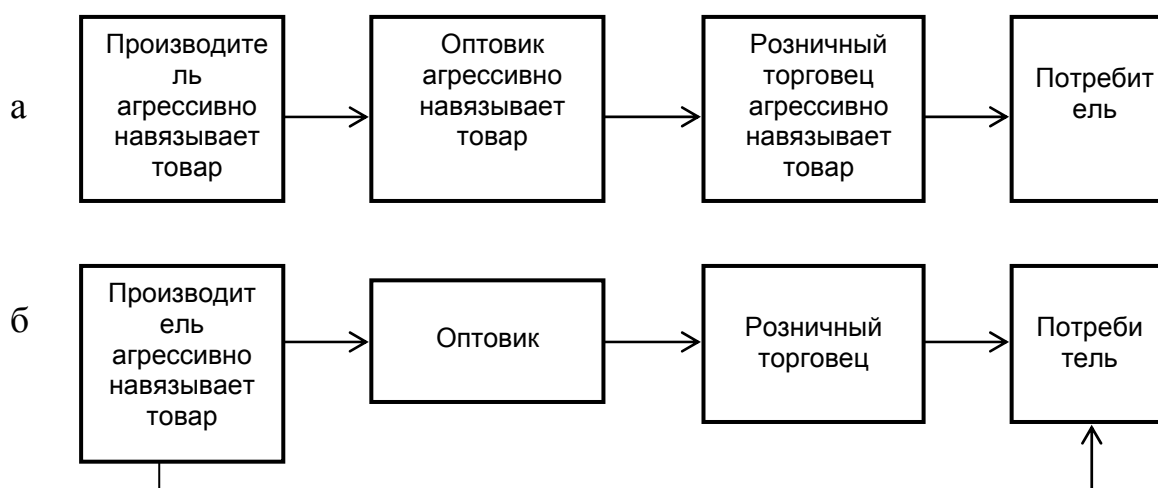 а
Производите
ль
агрессивно
навязывает
товар
Оптовик
агрессивно
навязывает
товар
Розничный
торговец
агрессивно
навязывает
товар
Потребит
ель
б
Производит
ель
агрессивно
навязывает
товар
Оптовик
Розничный
торговец
Потреби
тель